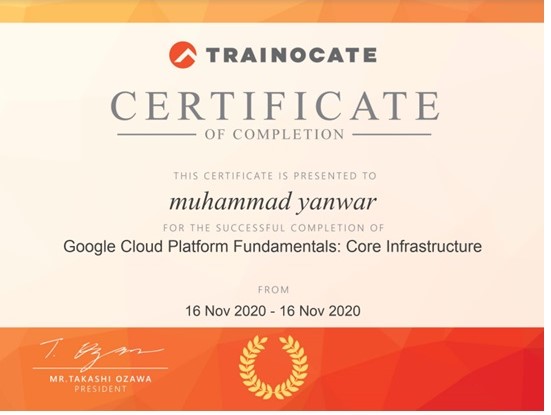 TRAINOCATE
CERTIFICATE
OF COMPLETION
THIS CERTIFICATE IS PRESENTED TO
muhammad yanwar
FOR THE SUCCESSFUL COMPLETION OF
Google Cloud Platform Fundamentals: Core Infrastructure
FROM
16 Nov 2020 - 16 Nov 2020
T. Ozawa
MR.TAKASHI OZAWA
PRESIDENT